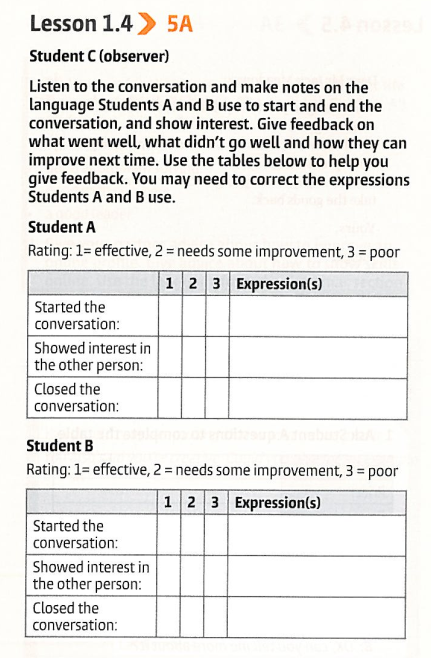 Lesson 1.4 > 5A
Student C (observer)
Listen to the conversation and make notes on the
language Students A and B use to start and end the
conversation, and show interest. Give feedback on
what went well, what didn't go well and how they can
improve next time. Use the tables below to help you
give feedback. You may need to correct the expressions
Students A and B use.
Student A
Rating: 1= effective, 2 = needs some improvement, 3 = poor
1 2 3 Expression(s)
Started the
conversation:
Showed interest in
the other person:
Closed the
conversation:
Student B
Rating: 1= effective, 2 = needs some improvement, 3 = poor
1 2 3 Expression(s)
Started the
conversation:
Showed interest in
the other person:
Closed the
conversation: